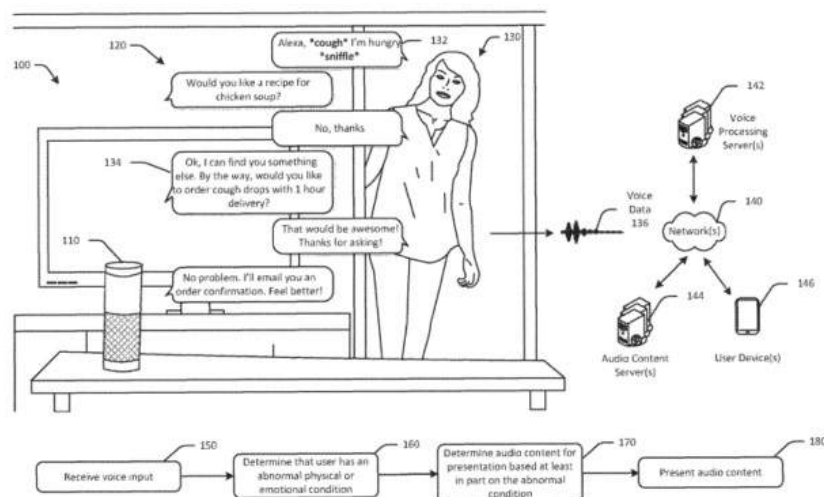 100
120
Alexa, *cough* I'm hungry
*sniffle*
132
130
Would you like a recipe for
chicken soup?
No, thanks
134
Ok, I can find you something
else. By the way, would you like
to order cough drops with 1 hour
delivery?
That would be awesome!
Thanks for asking!
110
No problem. I'll email you an
order confirmation. Feel better!
142
Voice
Processing
Server(s)
Voice
Data
136
140
Network(s)
144
146
Audio Content
Server(s)
User Device(s)
150
Receive voice input
160
Determine that user has an
abnormal physical or
emotional condition
170
Determine audio content for
presentation based at least
in part on the abnormal
condition
180
Present audio content